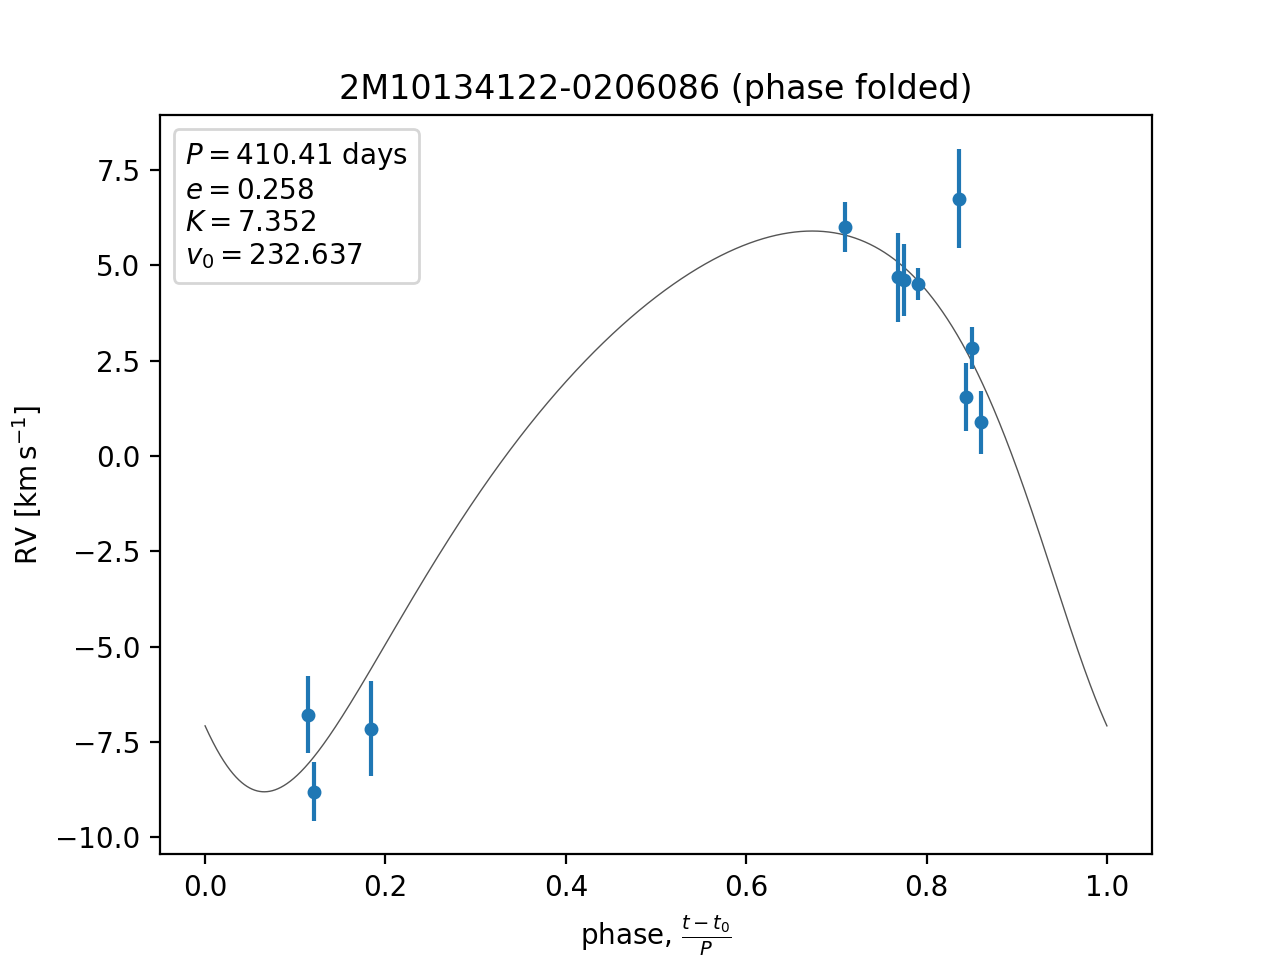 2M10134122-0206086 (phase folded)
P = 410.41 days
e = 0.258
K = 7.352
v₀ = 232.637
RV [km s⁻¹]
7.5
5.0
2.5
0.0
−2.5
−5.0
−7.5
−10.0
0.0 0.2 0.4 0.6 0.8 1.0
phase, (t − t₀)/P